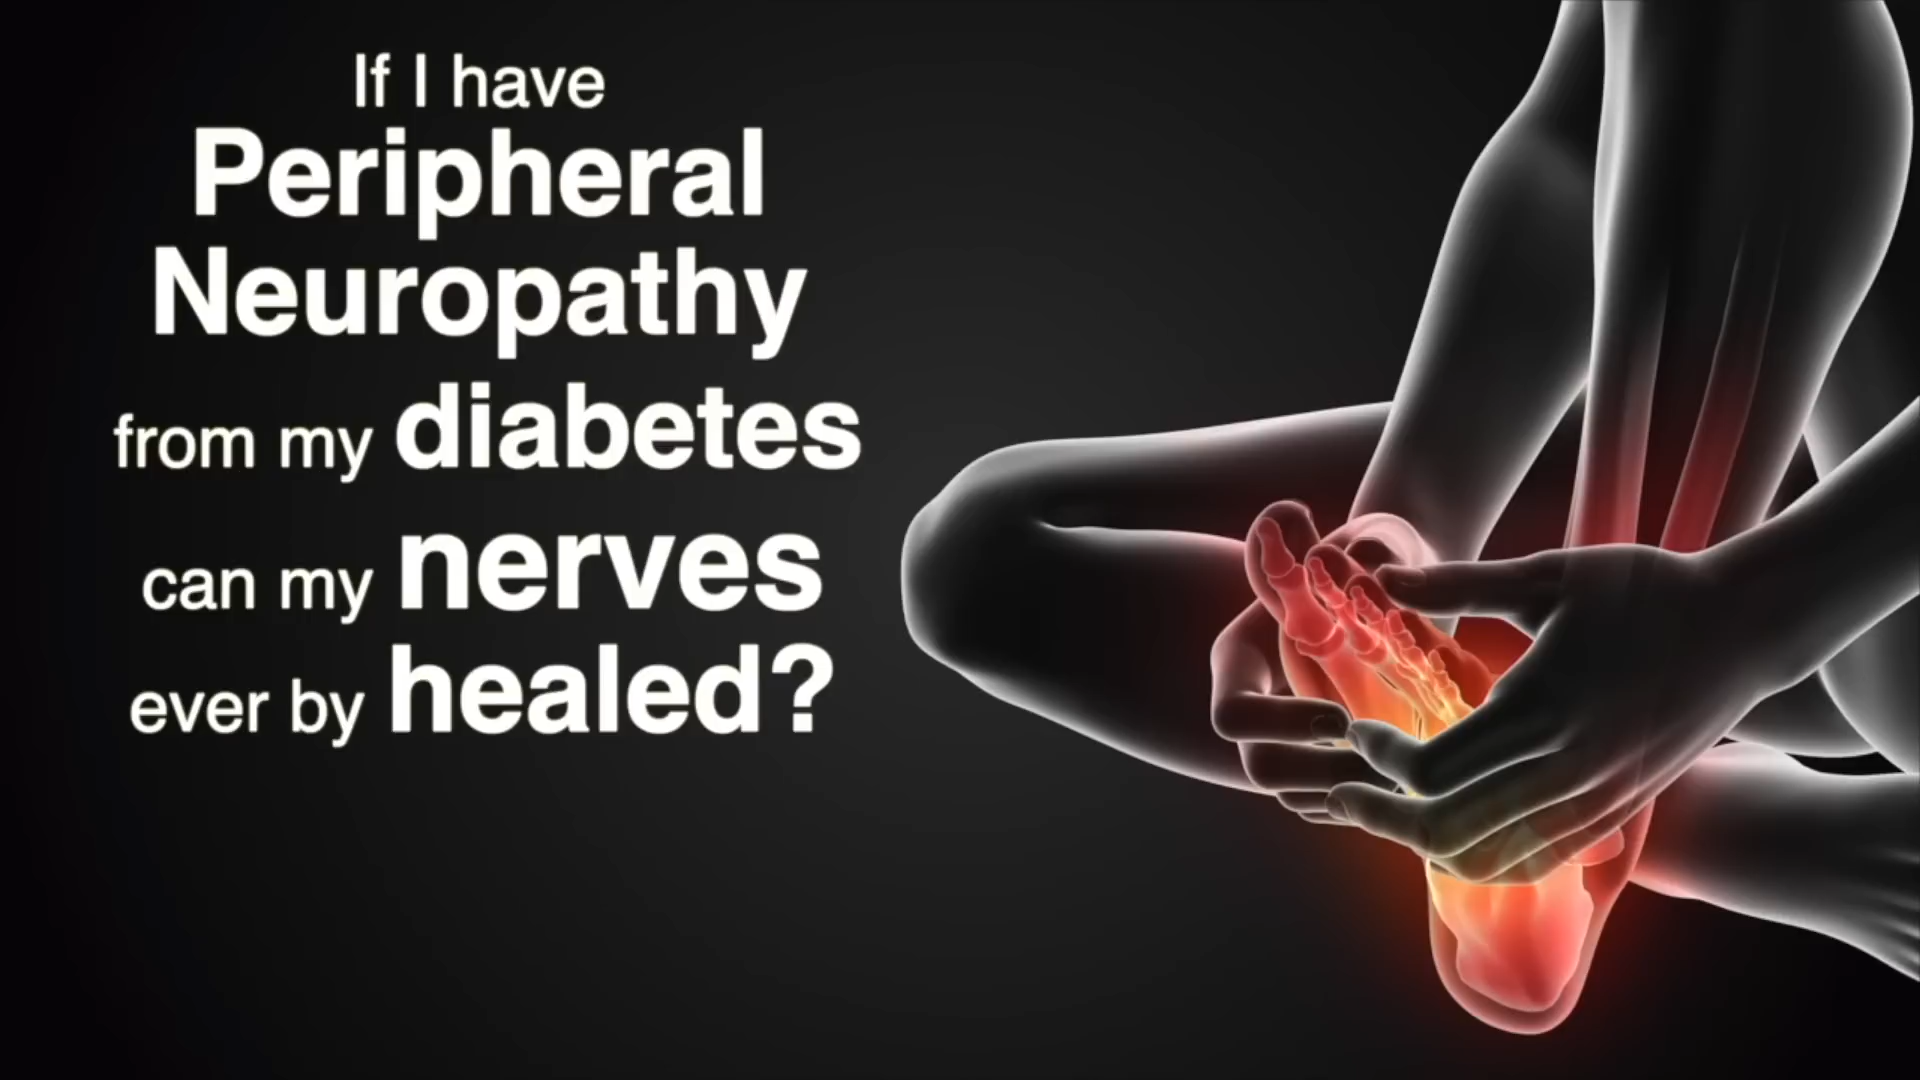 If I have
Peripheral
Neuropathy
from my diabetes
can my nerves
ever by healed?